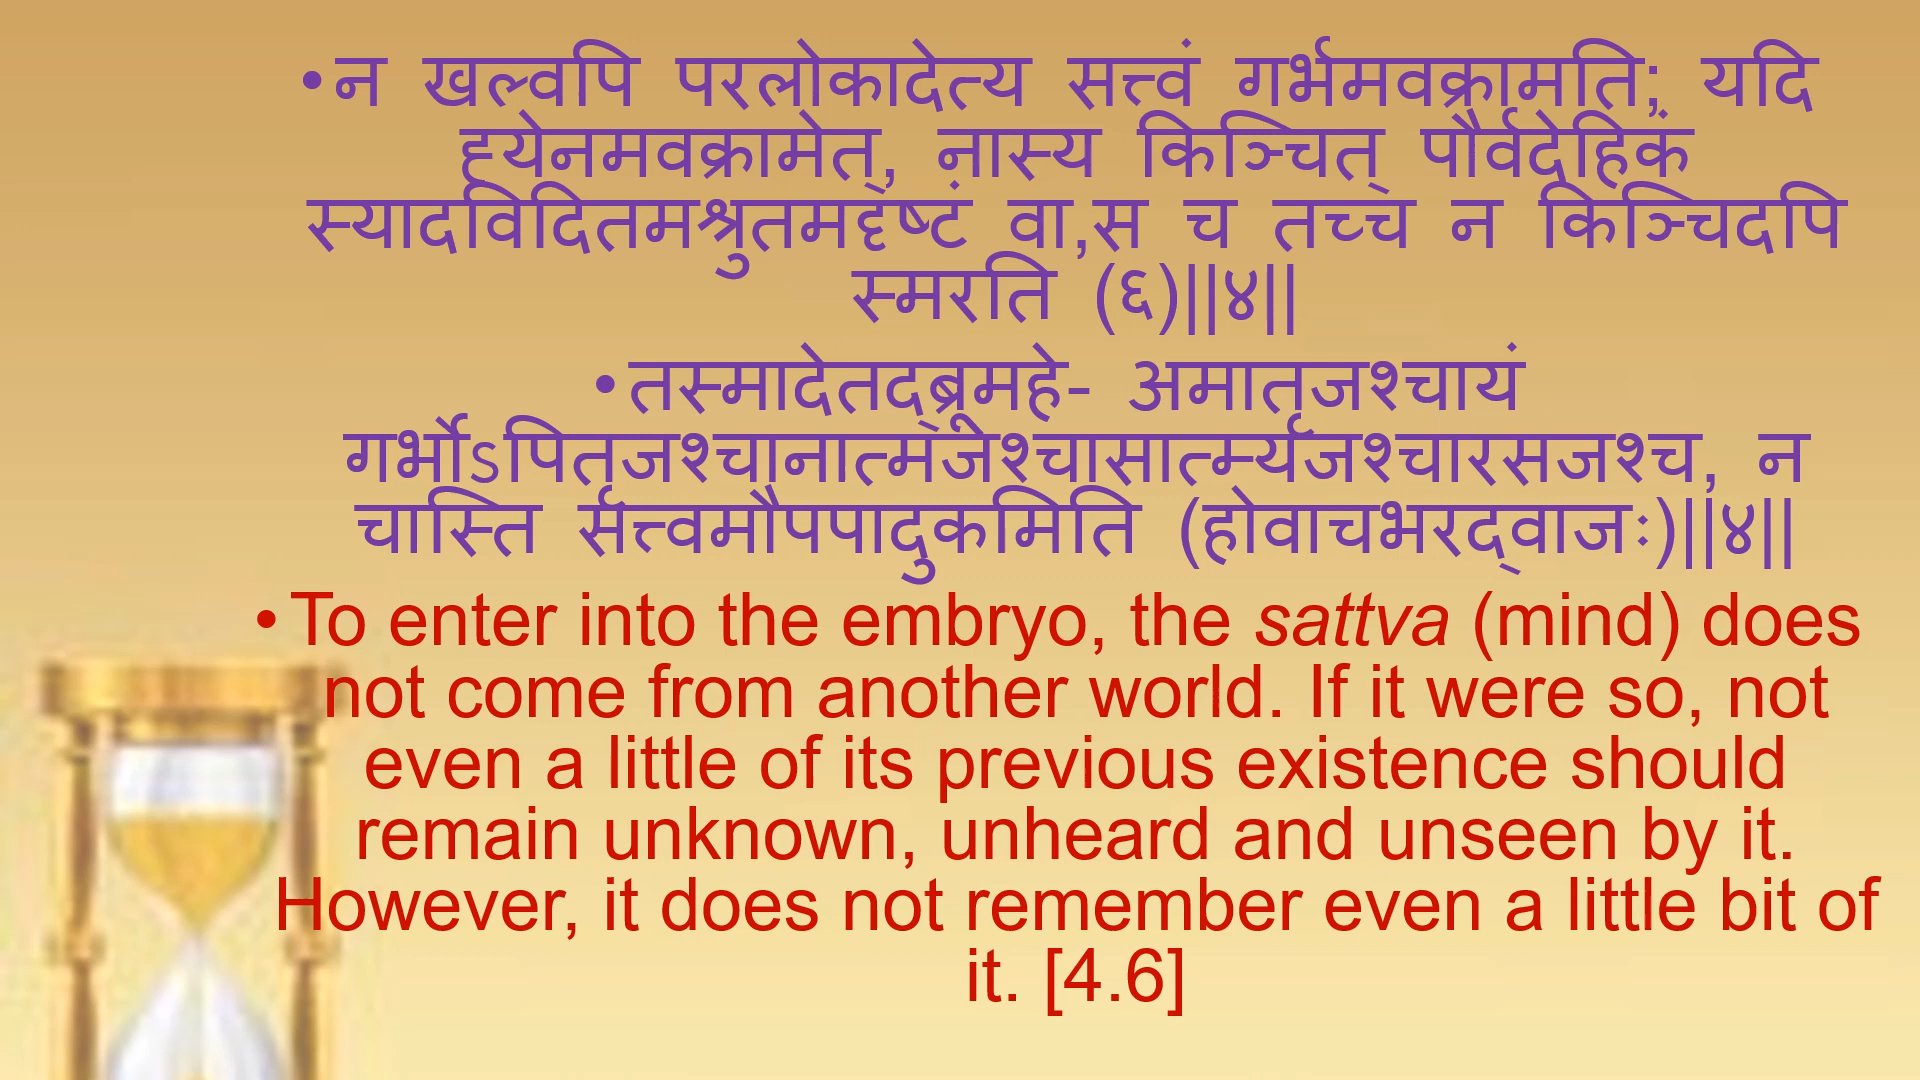 •न खल्वपि परलोकादेत्य सत्त्वं गर्भमवक्रामति; यदि
ह्येनमवक्रामेत्, नास्य किञ्चित् पौर्वदेहिकं
स्यादविदितमश्रुतमदृष्टं वा,स च तच्च न किञ्चिदपि
स्मरति (६)||४||
•तस्मादेतद्ब्रूमहे- अमातृजश्चायं
गर्भोऽपितृजश्चानात्मजश्चासात्म्यजश्चारसजश्च, न
चास्ति सत्त्वमौपपादुकमिति (होवाचभरद्वाजः)||४||
•To enter into the embryo, the sattva (mind) does
not come from another world. If it were so, not
even a little of its previous existence should
remain unknown, unheard and unseen by it.
However, it does not remember even a little bit of
it. [4.6]